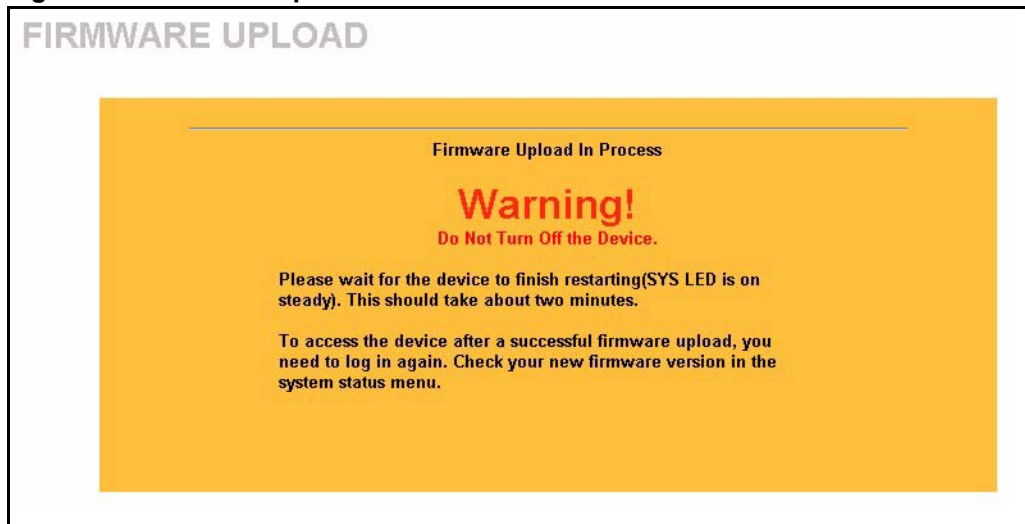 FIRMWARE UPLOAD
Firmware Upload In Process
Warning!
Do Not Turn Off the Device.
Please wait for the device to finish restarting(SYS LED is on
steady). This should take about two minutes.
To access the device after a successful firmware upload, you
need to log in again. Check your new firmware version in the
system status menu.